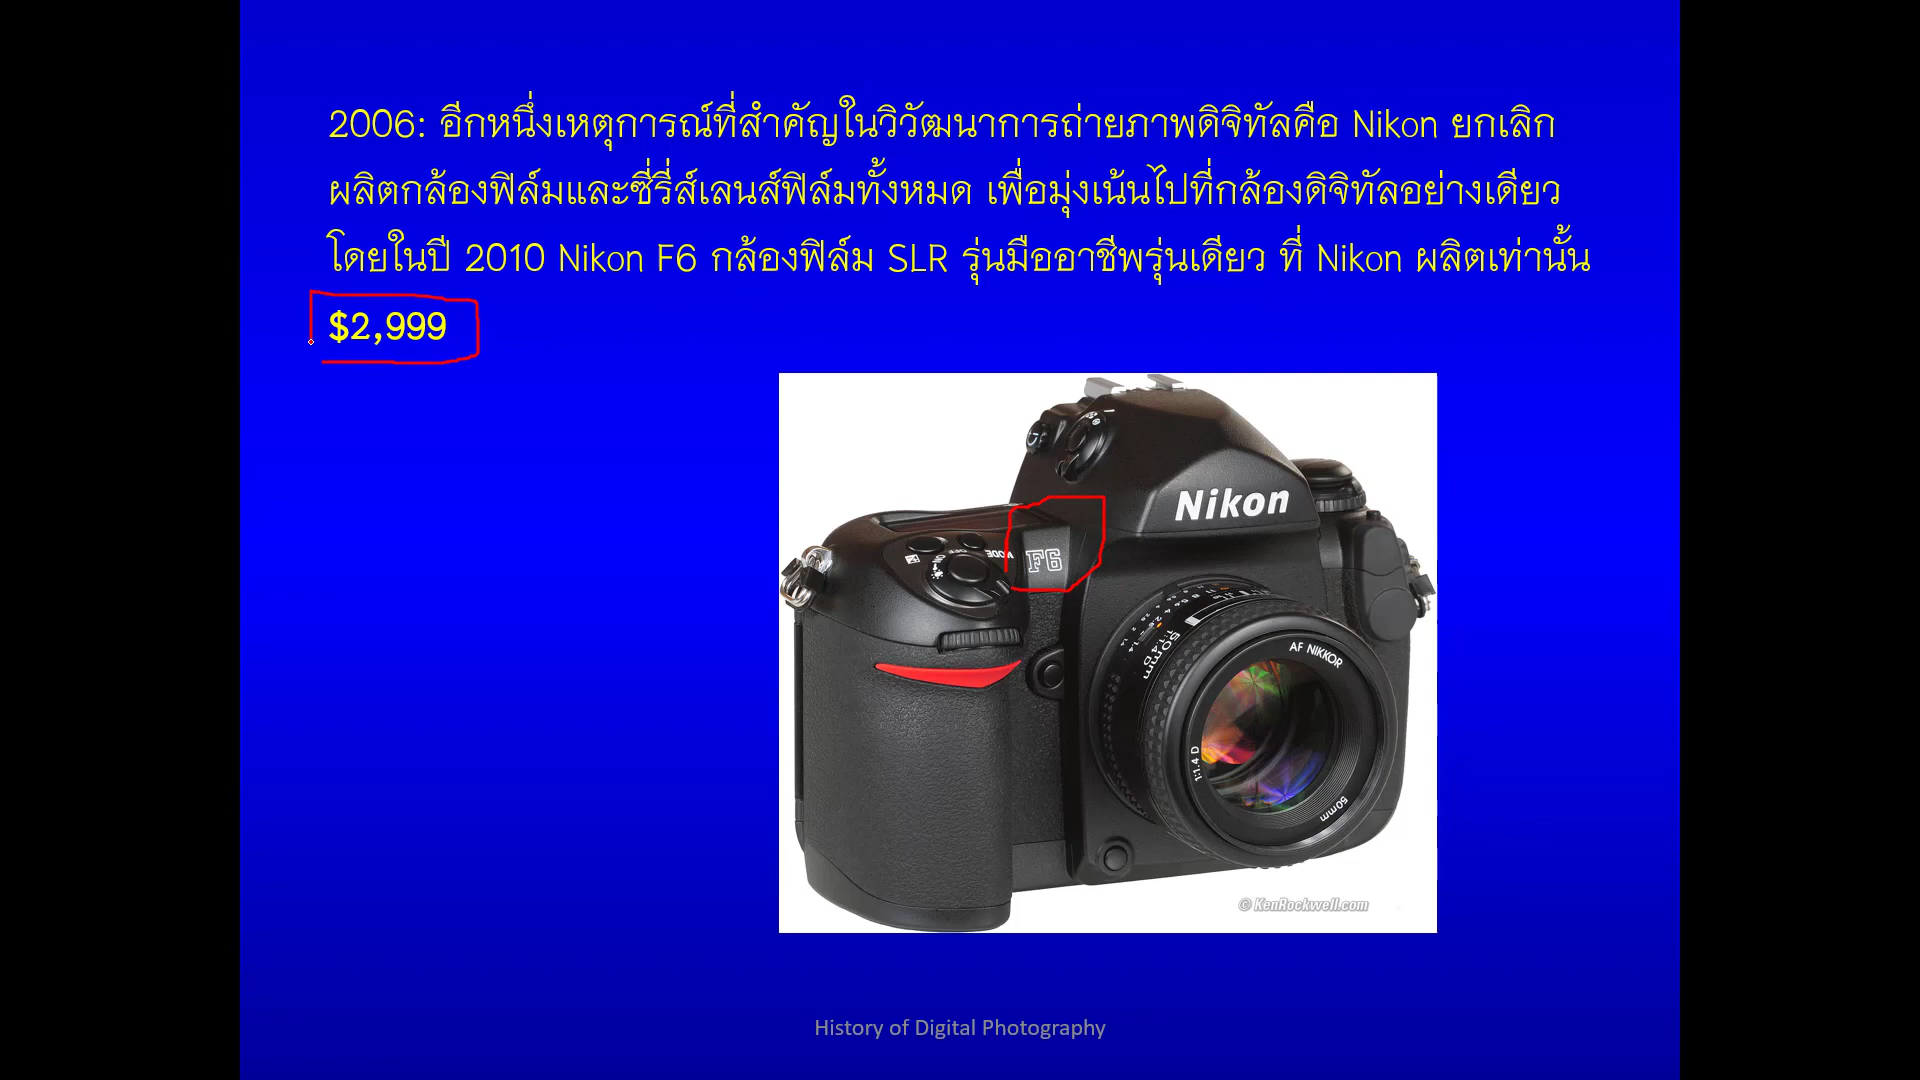 2006: อีกหนึ่งเหตุการณ์ที่สำคัญในวิวัฒนาการถ่ายภาพดิจิทัลคือ Nikon ยกเลิก
ผลิตกล้องฟิล์มและซี่รี่ส์เลนส์ฟิล์มทั้งหมด เพื่อมุ่งเน้นไปที่กล้องดิจิทัลอย่างเดียว
โดยในปี 2010 Nikon F6 กล้องฟิล์ม SLR รุ่นมืออาชีพรุ่นเดียว ที่ Nikon ผลิตเท่านั้น
$2,999
Nikon
F6
MODE
OFF
ON
AF NIKKOR
50mm
1:1.4 D
1:1.4 D
50mm
© KenRockwell.com
History of Digital Photography